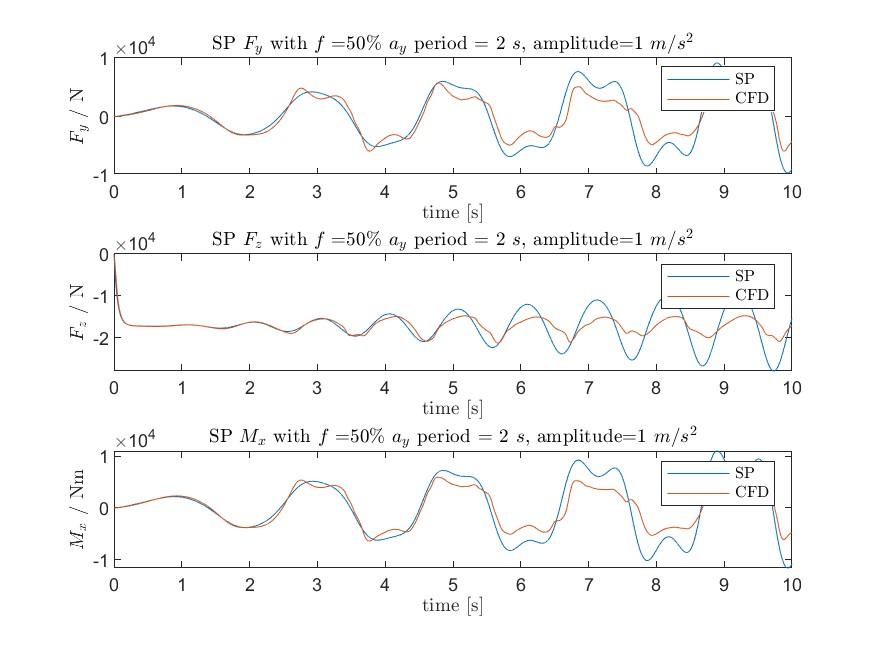 SP F_y with f =50% a_y period = 2 s, amplitude=1 m/s^2
×10^4
1
0
-1
F_y / N
SP
CFD
0 1 2 3 4 5 6 7 8 9 10
time [s]
SP F_z with f =50% a_y period = 2 s, amplitude=1 m/s^2
×10^4
0
-1
-2
F_z / N
SP
CFD
0 1 2 3 4 5 6 7 8 9 10
time [s]
SP M_x with f =50% a_y period = 2 s, amplitude=1 m/s^2
×10^4
1
0
-1
M_x / Nm
SP
CFD
0 1 2 3 4 5 6 7 8 9 10
time [s]